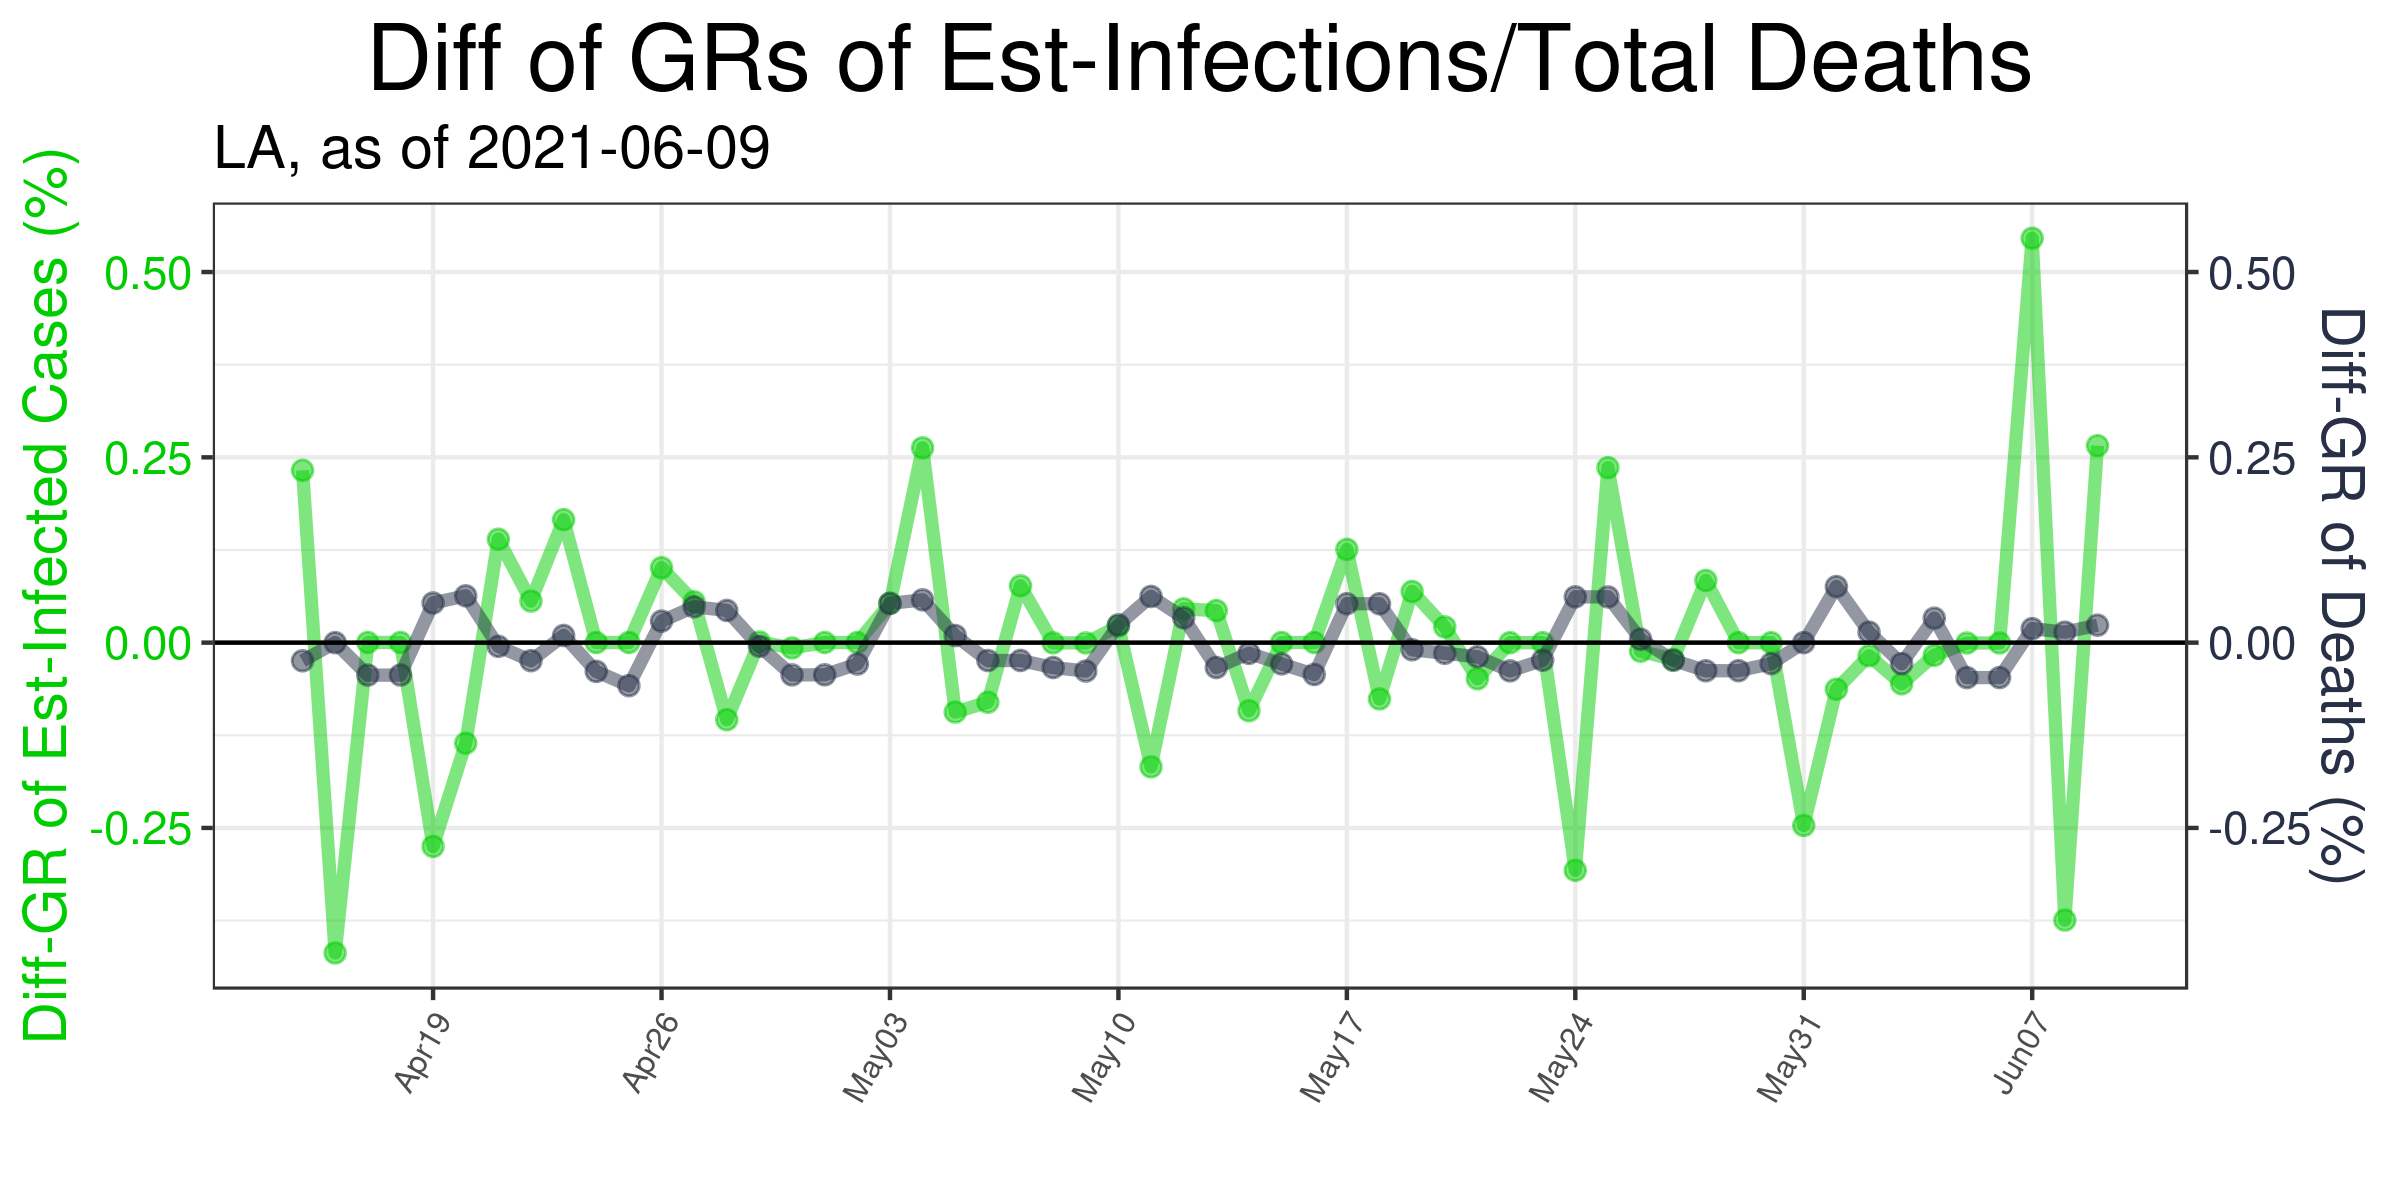 Diff of GRs of Est-Infections/Total Deaths
LA, as of 2021-06-09
Diff-GR of Est-Infected Cases (%)
0.50
0.25
0.00
-0.25
0.50
0.25
0.00
-0.25
Diff-GR of Deaths (%)
Apr19
Apr26
May03
May10
May17
May24
May31
Jun07